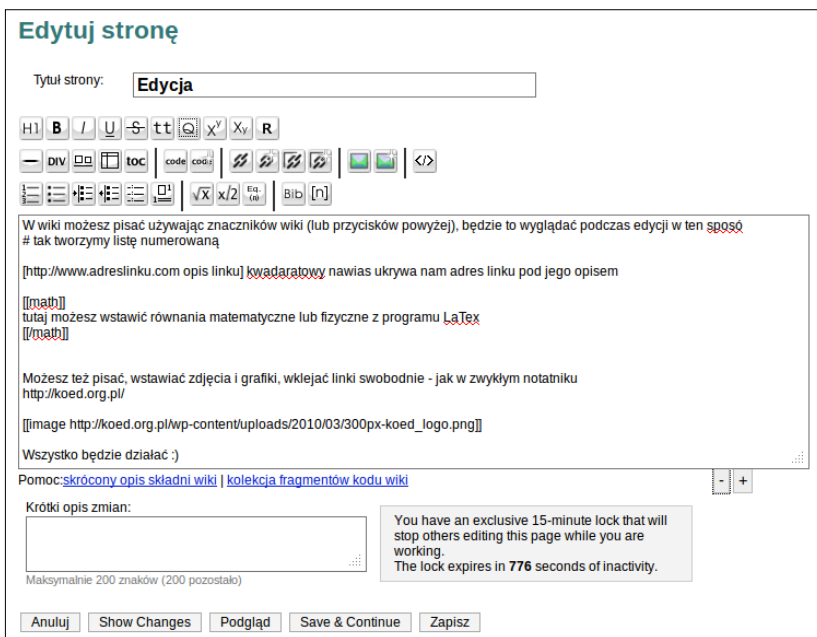 Edytuj stronę
Tytuł strony: Edycja
H1 B I U S tt Q X^y X_y R
DIV toc code code </>
√x x/2 Eq. (n) Bib [n]
W wiki możesz pisać używając znaczników wiki (lub przycisków powyżej), będzie to wyglądać podczas edycji w ten sposó
# tak tworzymy listę numerowaną
[http://www.adreslinku.com opis linku] kwadaratowy nawias ukrywa nam adres linku pod jego opisem
[[math]]
tutaj możesz wstawić równania matematyczne lub fizyczne z programu LaTex
[[/math]]
Możesz też pisać, wstawiać zdjęcia i grafiki, wklejać linki swobodnie - jak w zwykłym notatniku
http://koed.org.pl/
[[image http://koed.org.pl/wp-content/uploads/2010/03/300px-koed_logo.png]]
Wszystko będzie działać :)
Pomoc:skrócony opis składni wiki | kolekcja fragmentów kodu wiki - +
Krótki opis zmian:
You have an exclusive 15-minute lock that will
stop others editing this page while you are
working.
The lock expires in 776 seconds of inactivity.
Maksymalnie 200 znaków (200 pozostało)
Anuluj Show Changes Podgląd Save & Continue Zapisz